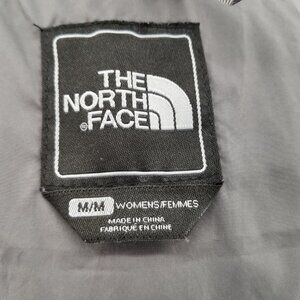 THE
NORTH
®FACE
M/M WOMENS/FEMMES
MADE IN CHINA
FABRIQUÉ EN CHINE